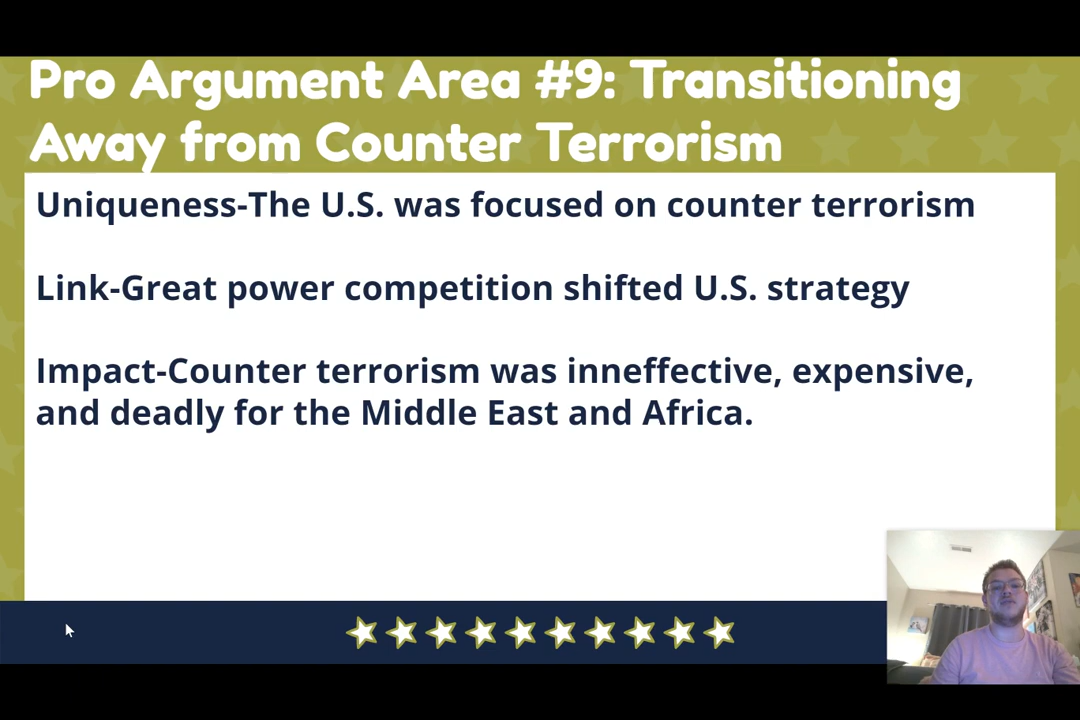 Pro Argument Area #9: Transitioning
Away from Counter Terrorism
Uniqueness-The U.S. was focused on counter terrorism
Link-Great power competition shifted U.S. strategy
Impact-Counter terrorism was inneffective, expensive,
and deadly for the Middle East and Africa.